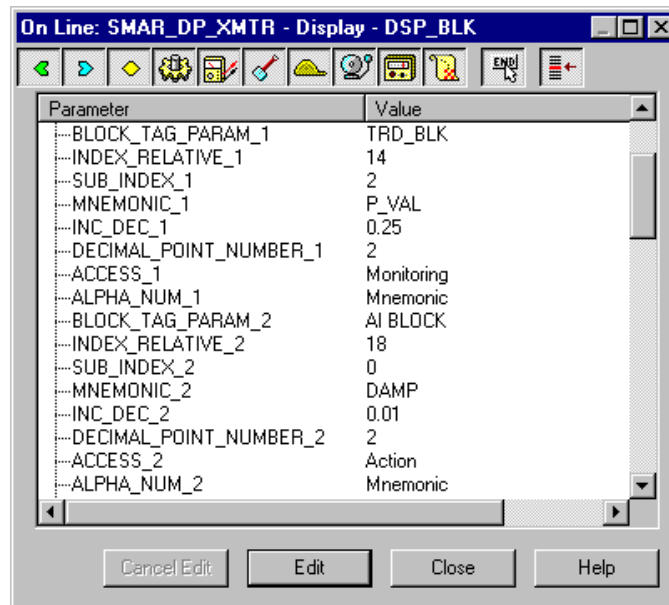 On Line: SMAR_DP_XMTR - Display - DSP_BLK
END!
Parameter Value
BLOCK_TAG_PARAM_1 TRD_BLK
INDEX_RELATIVE_1 14
SUB_INDEX_1 2
MNEMONIC_1 P_VAL
INC_DEC_1 0.25
DECIMAL_POINT_NUMBER_1 2
ACCESS_1 Monitoring
ALPHA_NUM_1 Mnemonic
BLOCK_TAG_PARAM_2 AI BLOCK
INDEX_RELATIVE_2 18
SUB_INDEX_2 0
MNEMONIC_2 DAMP
INC_DEC_2 0.01
DECIMAL_POINT_NUMBER_2 2
ACCESS_2 Action
ALPHA_NUM_2 Mnemonic
Cancel Edit Edit Close Help